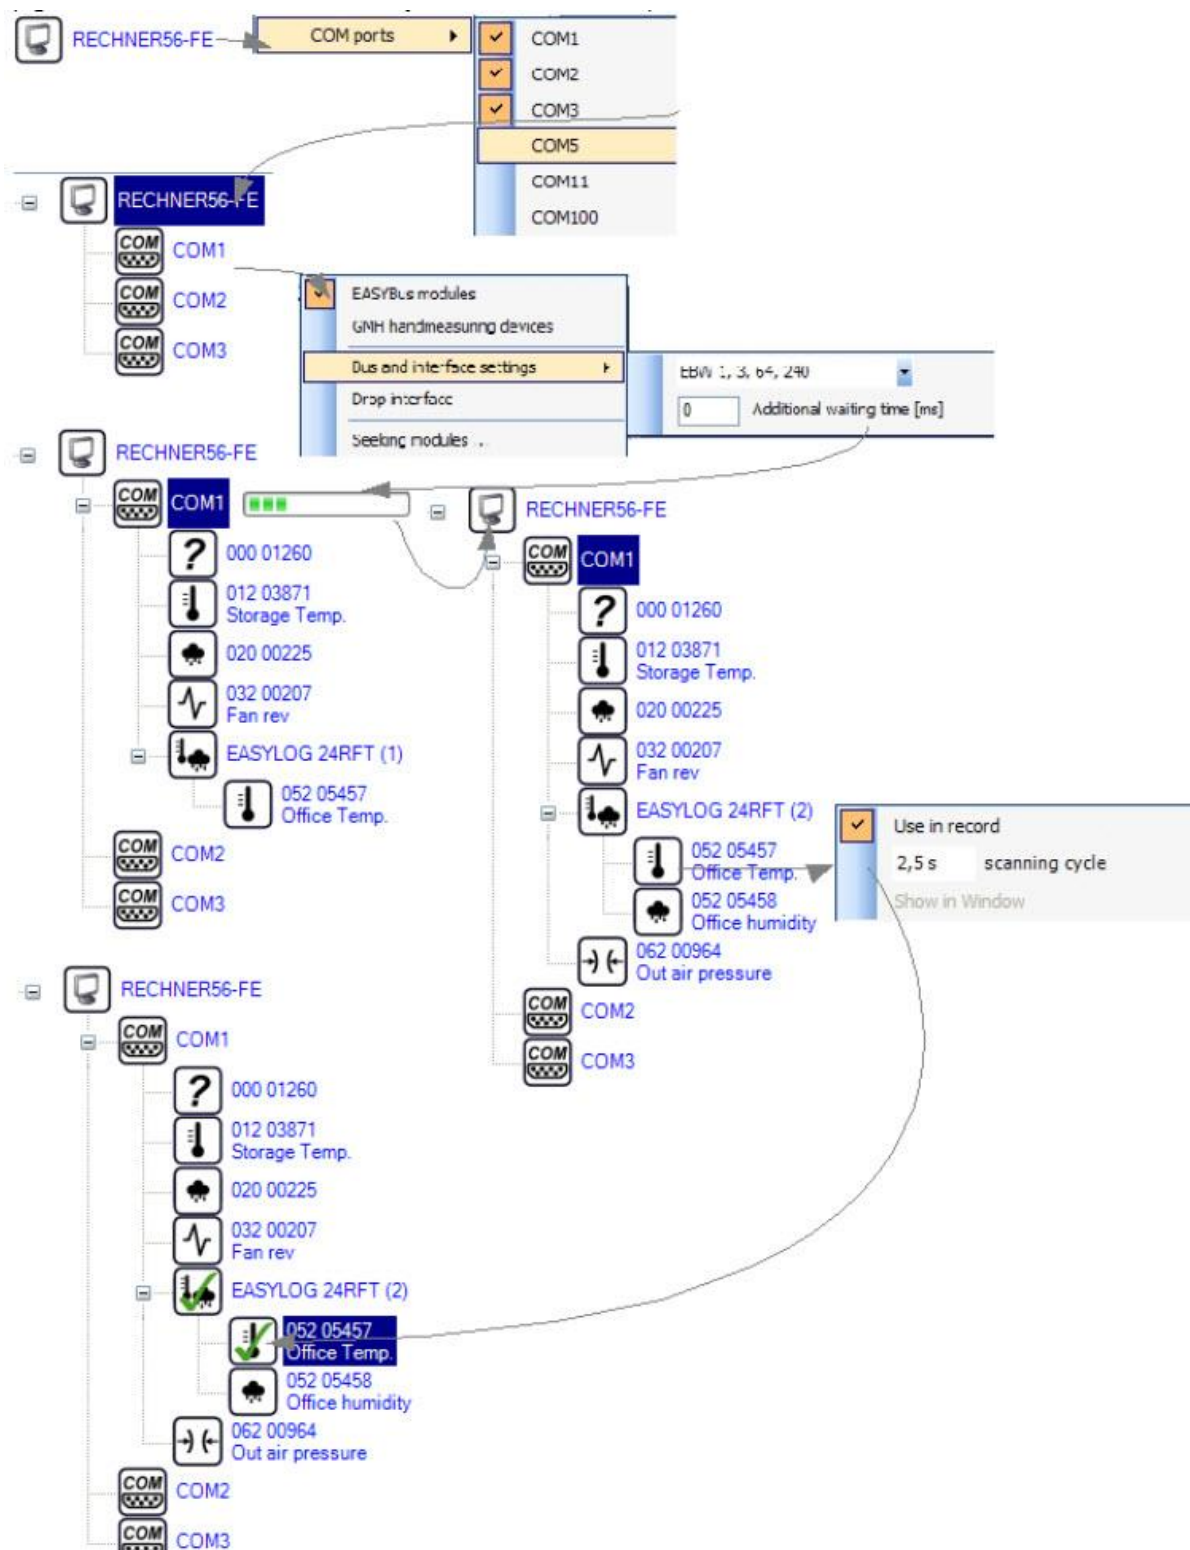 RECHNER56-FE
COM ports
COM1
COM2
COM3
COM5
COM11
COM100
RECHNER56-FE
COM
COM1
COM
COM2
COM
COM3
EASYBus modules
GMH handmeasuring devices
Bus and interface settings
Drop interface
Seeking modules ...
EBW 1, 3, 64, 240
0
Additional waiting time [ms]
RECHNER56-FE
COM
COM1
?
000 01260
012 03871
Storage Temp.
020 00225
032 00207
Fan rev
EASYLOG 24RFT (1)
052 05457
Office Temp.
COM
COM2
COM
COM3
RECHNER56-FE
COM
COM1
?
000 01260
012 03871
Storage Temp.
020 00225
032 00207
Fan rev
EASYLOG 24RFT (2)
052 05457
Office Temp.
052 05458
Office humidity
062 00964
Out air pressure
COM
COM2
COM
COM3
Use in record
2,5 s scanning cycle
Show in Window
RECHNER56-FE
COM
COM1
?
000 01260
012 03871
Storage Temp.
020 00225
032 00207
Fan rev
EASYLOG 24RFT (2)
052 05457
Office Temp.
052 05458
Office humidity
062 00964
Out air pressure
COM
COM2
COM
COM3